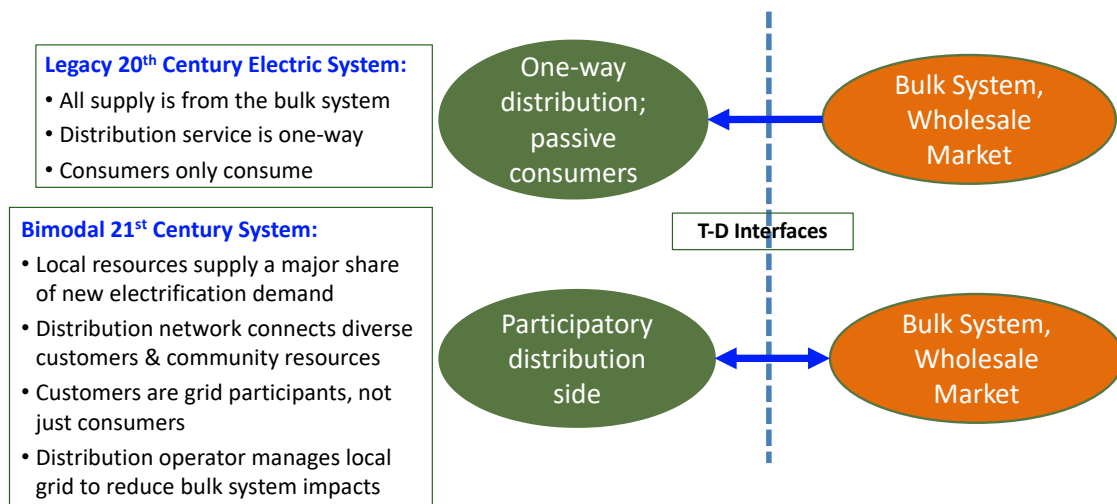 Legacy 20th Century Electric System:
• All supply is from the bulk system
• Distribution service is one-way
• Consumers only consume
One-way
distribution;
passive
consumers
Bulk System,
Wholesale
Market
T-D Interfaces
Bimodal 21st Century System:
• Local resources supply a major share
of new electrification demand
• Distribution network connects diverse
customers & community resources
• Customers are grid participants, not
just consumers
• Distribution operator manages local
grid to reduce bulk system impacts
Participatory
distribution
side
Bulk System,
Wholesale
Market